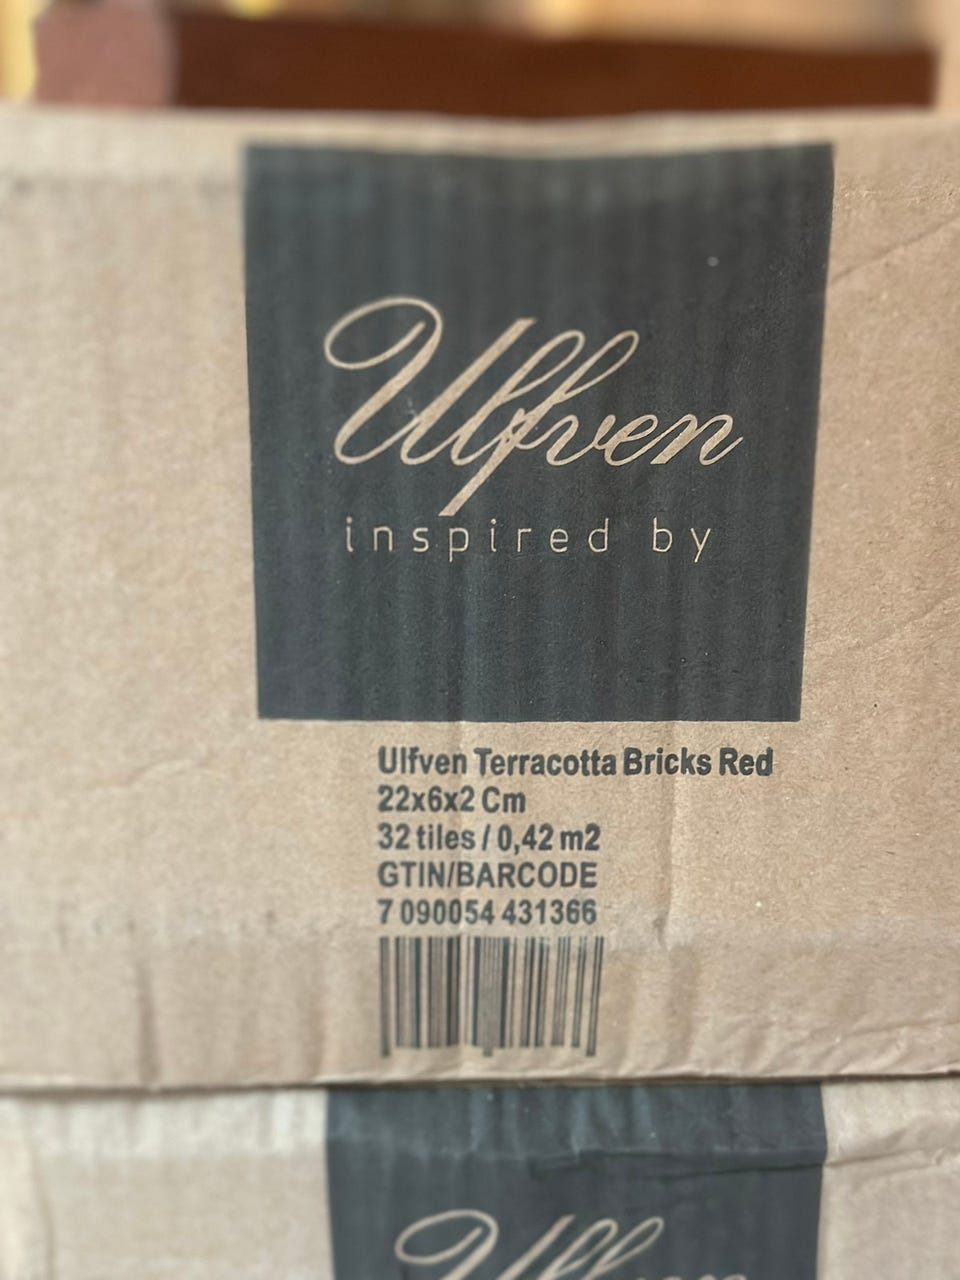 Ulfven
inspired by
Ulfven Terracotta Bricks Red
22x6x2 Cm
32 tiles / 0,42 m2
GTIN/BARCODE
7 090054 431366
Ulfven